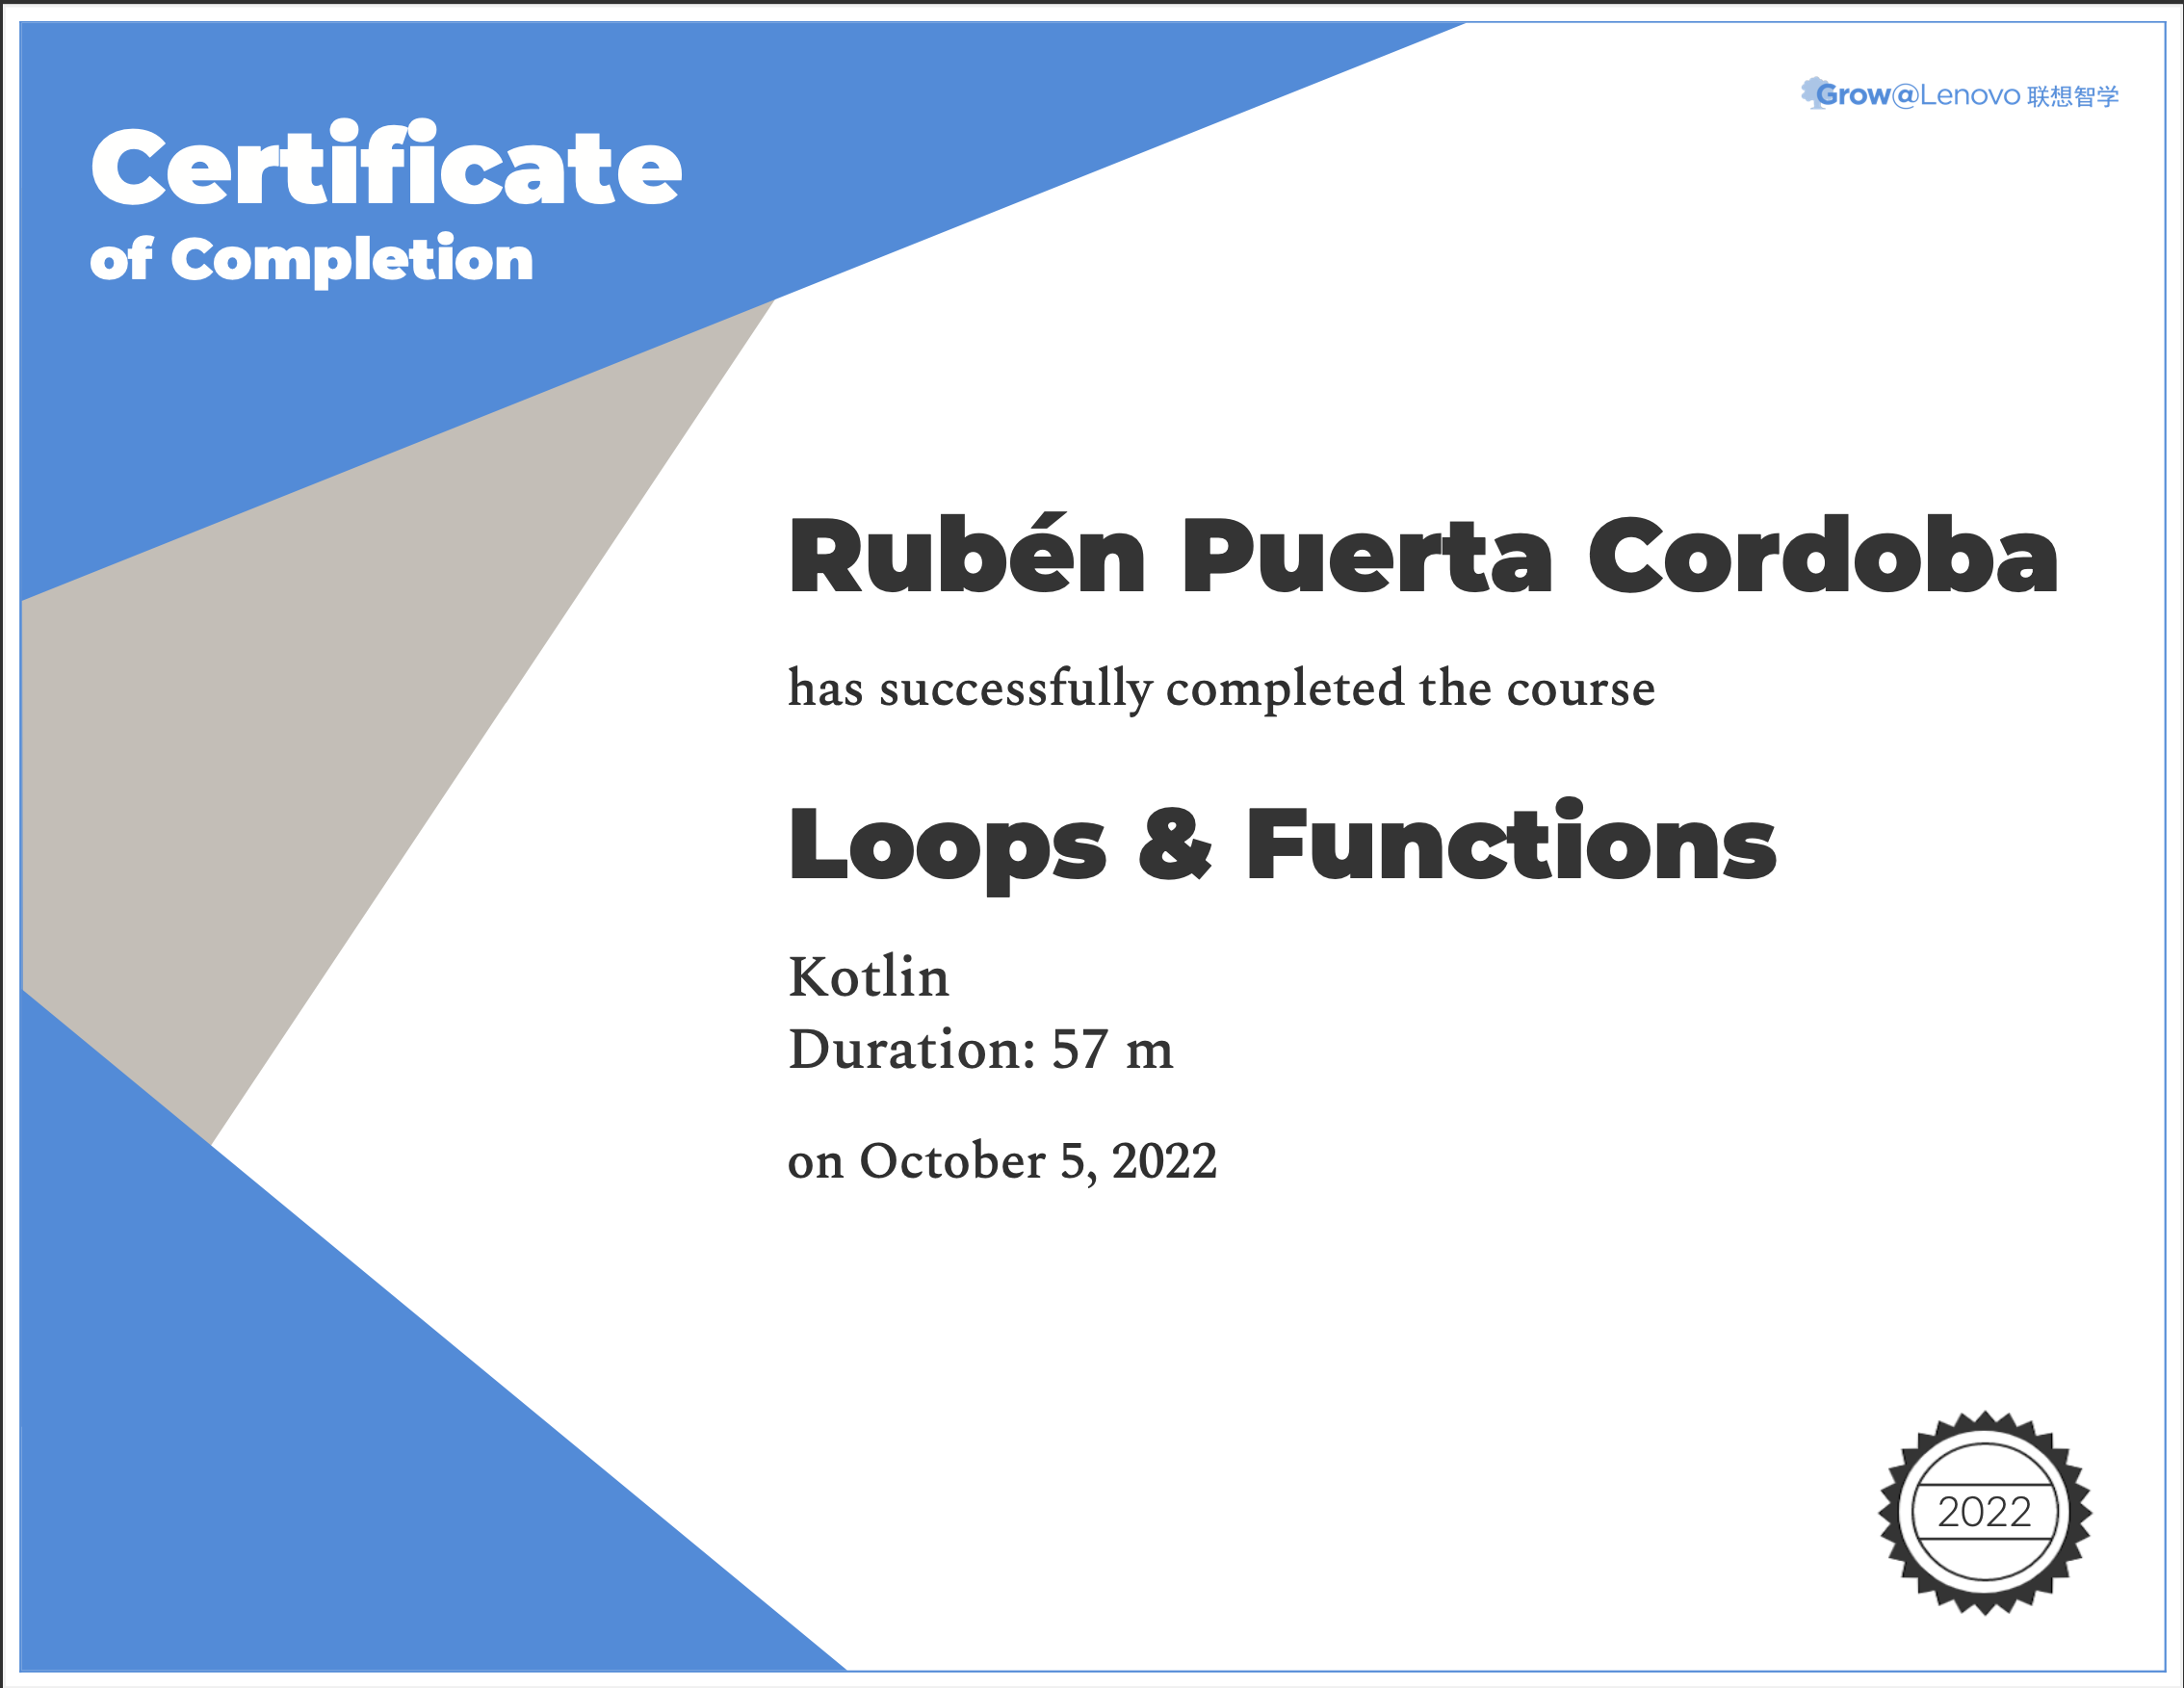 Certificate
of Completion
Grow@Lenovo 联想智学
Rubén Puerta Cordoba
has successfully completed the course
Loops & Functions
Kotlin
Duration: 57 m
on October 5, 2022
2022